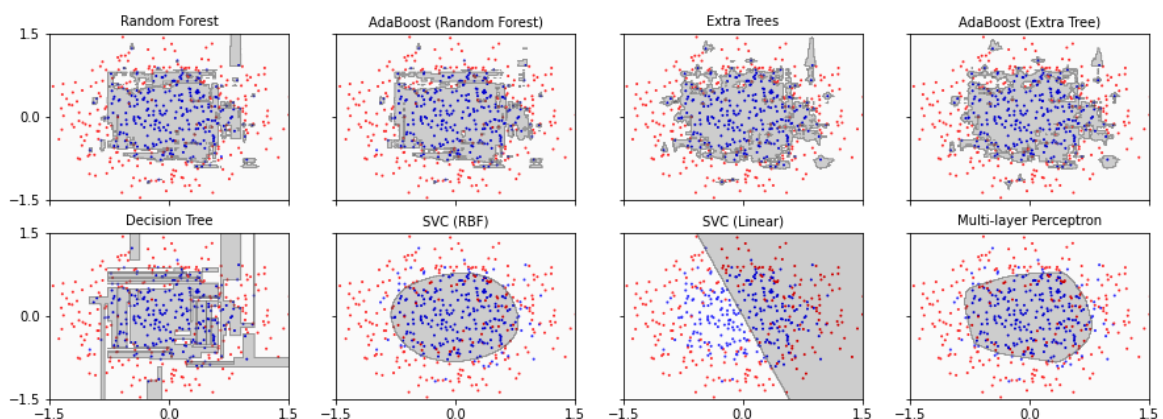 Random Forest
AdaBoost (Random Forest)
Extra Trees
AdaBoost (Extra Tree)
1.5
0.0
−1.5
Decision Tree
SVC (RBF)
SVC (Linear)
Multi-layer Perceptron
1.5
0.0
−1.5
−1.5 0.0 1.5
−1.5 0.0 1.5
−1.5 0.0 1.5
−1.5 0.0 1.5